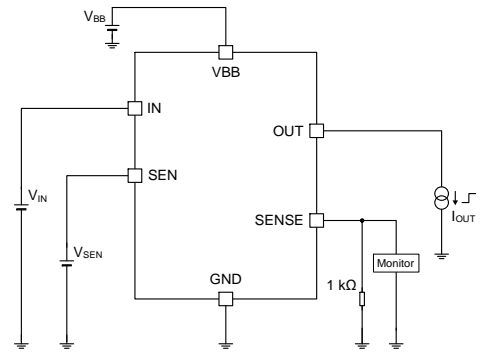 VBB
VBB
IN
OUT
SEN
VIN
IOUT
SENSE
VSEN
Monitor
GND
1 kΩ